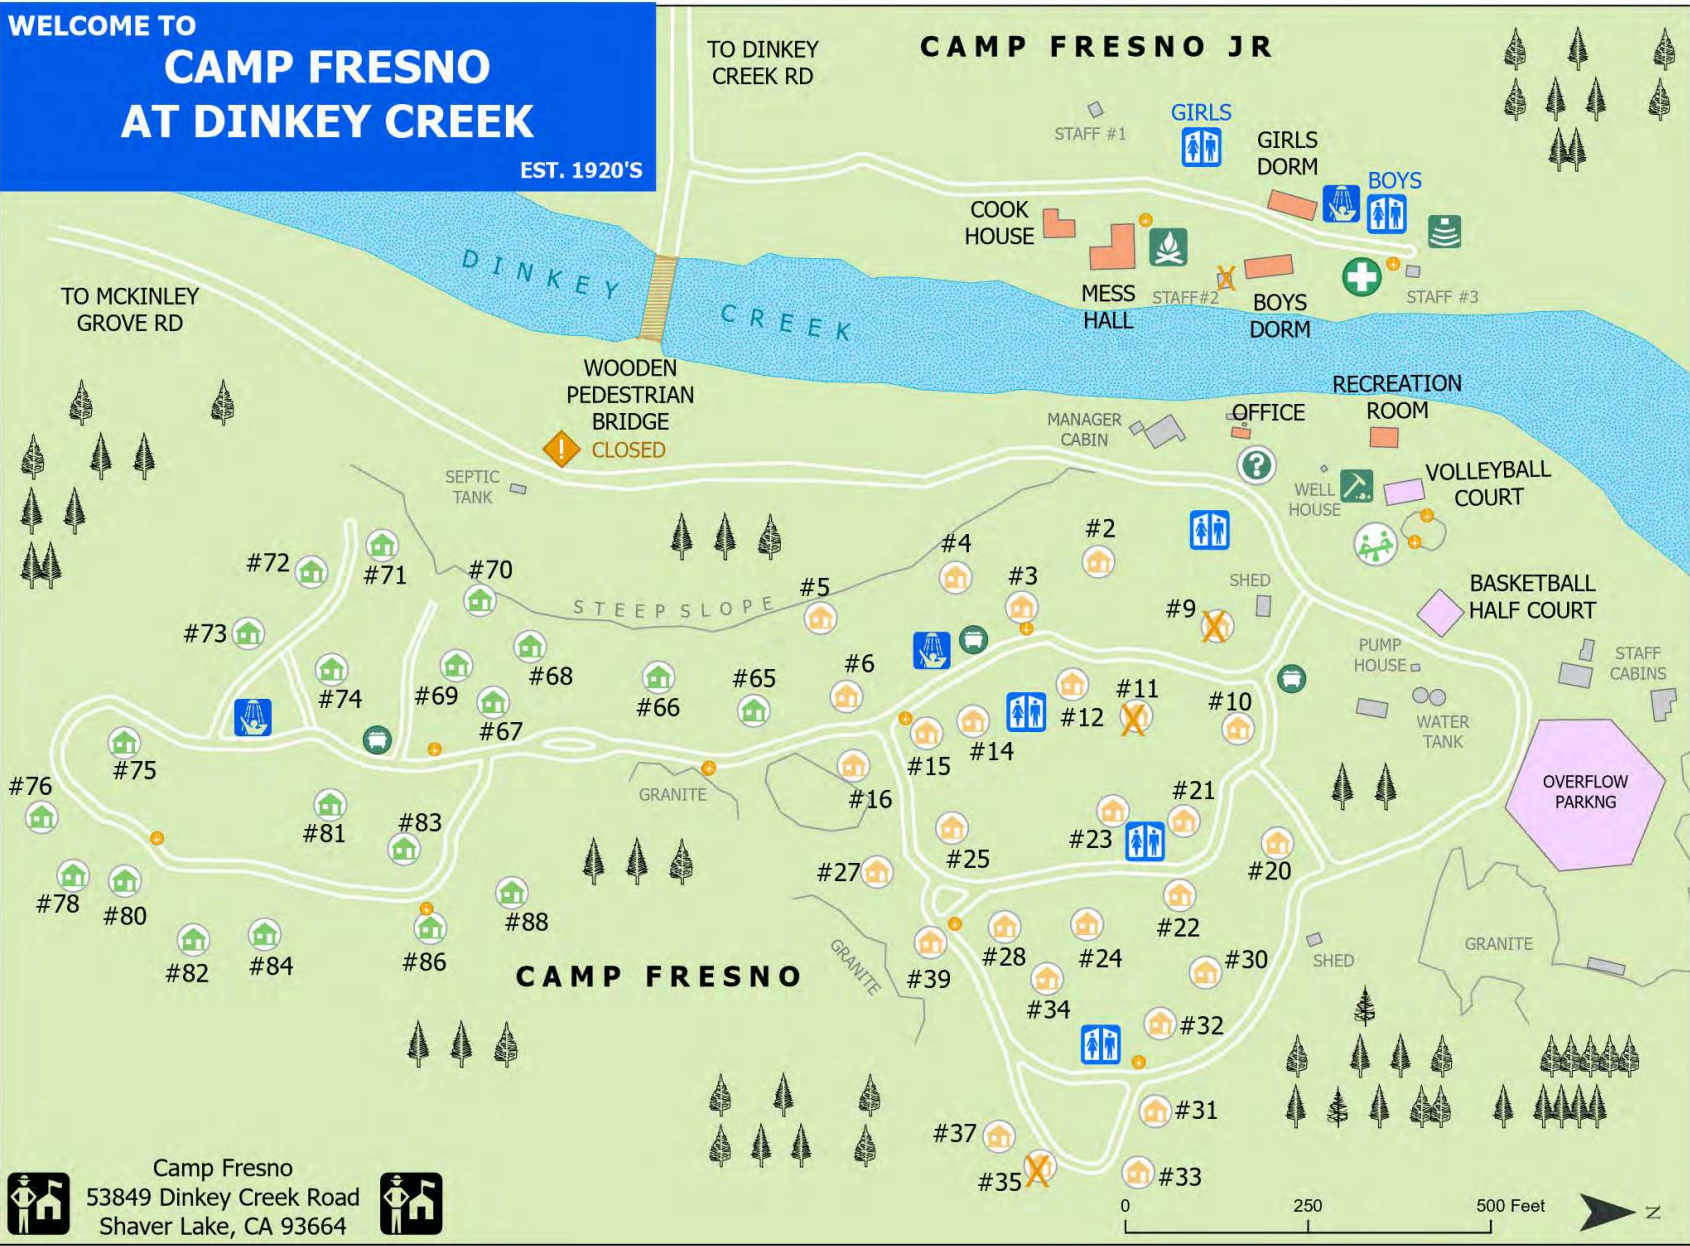 WELCOME TO
CAMP FRESNO
AT DINKEY CREEK
EST. 1920'S
TO DINKEY
CREEK RD
CAMP FRESNO JR
STAFF #1
GIRLS
GIRLS
DORM
BOYS
COOK
HOUSE
MESS
HALL
STAFF#2
BOYS
DORM
STAFF #3
DINKEY
CREEK
TO MCKINLEY
GROVE RD
WOODEN
PEDESTRIAN
BRIDGE
CLOSED
MANAGER
CABIN
OFFICE
?
RECREATION
ROOM
SEPTIC
TANK
WELL
HOUSE
VOLLEYBALL
COURT
BASKETBALL
HALF COURT
SHED
PUMP
HOUSE
STAFF
CABINS
WATER
TANK
OVERFLOW
PARKNG
STEEP SLOPE
#72
#71
#70
#73
#74
#69
#68
#67
#66
#65
#5
#4
#3
#2
#9
#6
#12
#11
#10
#15
#14
#16
#75
#76
#78
#80
#81
#83
#82
#84
#86
#88
GRANITE
#27
#25
#23
#21
#20
#22
#24
#28
#39
#34
#30
#32
#31
#33
#37
#35
GRANITE
SHED
GRANITE
CAMP FRESNO
Camp Fresno
53849 Dinkey Creek Road
Shaver Lake, CA 93664
0 250 500 Feet
N